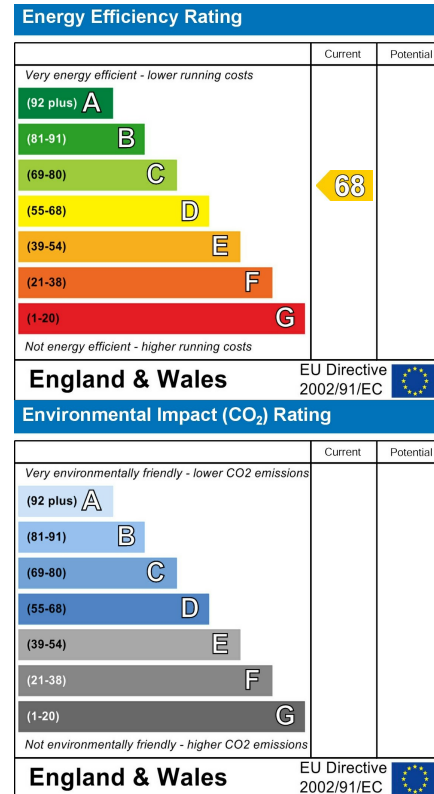 Energy Efficiency Rating
Current Potential
Very energy efficient - lower running costs
(92 plus) A
(81-91) B
(69-80) C
68
(55-68) D
(39-54) E
(21-38) F
(1-20) G
Not energy efficient - higher running costs
England & Wales
EU Directive
2002/91/EC
Environmental Impact (CO₂) Rating
Current Potential
Very environmentally friendly - lower CO2 emissions
(92 plus) A
(81-91) B
(69-80) C
(55-68) D
(39-54) E
(21-38) F
(1-20) G
Not environmentally friendly - higher CO2 emissions
England & Wales
EU Directive
2002/91/EC